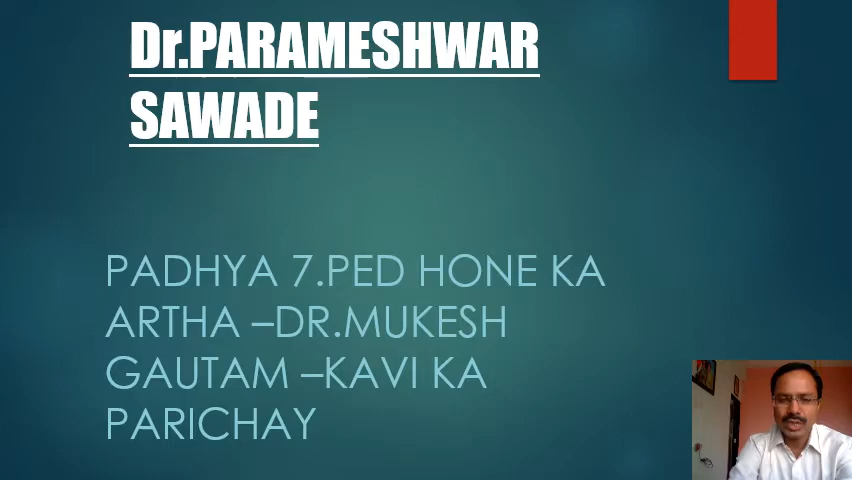 Dr.PARAMESHWAR
SAWADE
PADHYA 7.PED HONE KA
ARTHA –DR.MUKESH
GAUTAM –KAVI KA
PARICHAY